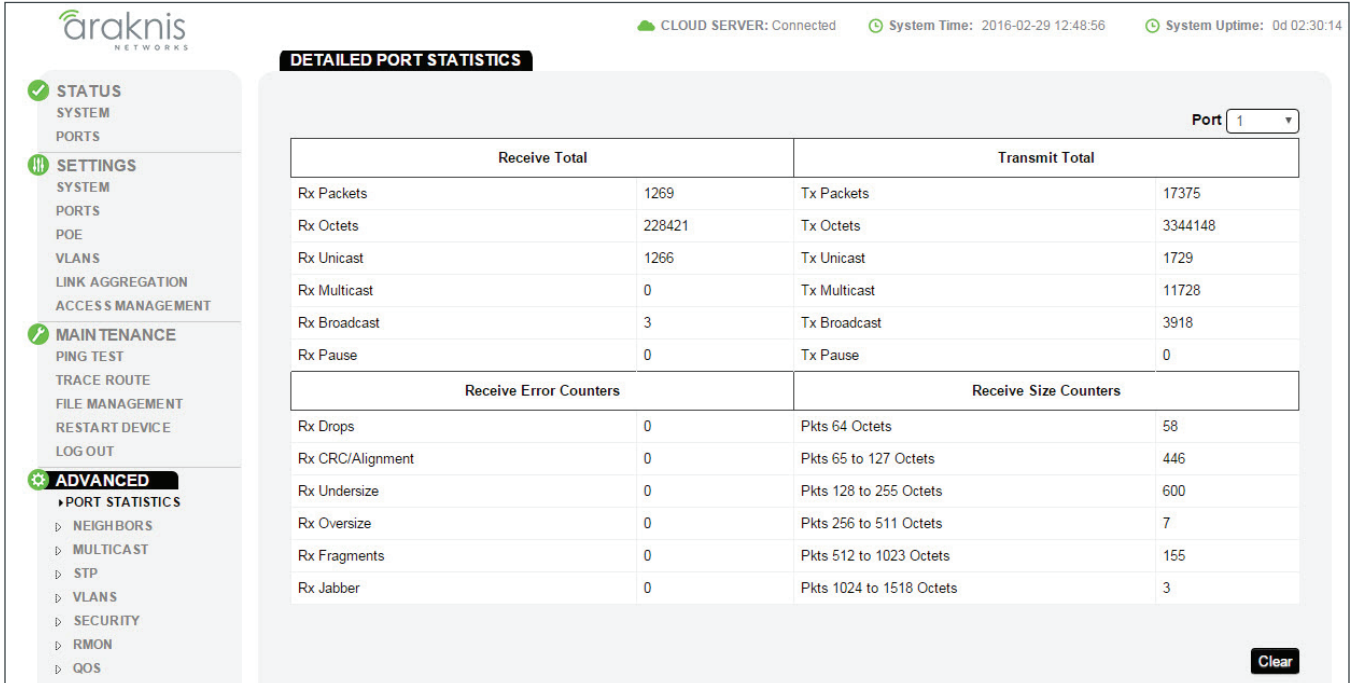 araknis
NETWORKS
CLOUD SERVER: Connected System Time: 2016-02-29 12:48:56 System Uptime: 0d 02:30:14
DETAILED PORT STATISTICS
STATUS
SYSTEM
PORTS
SETTINGS
SYSTEM
PORTS
POE
VLANS
LINK AGGREGATION
ACCESS MANAGEMENT
MAINTENANCE
PING TEST
TRACE ROUTE
FILE MANAGEMENT
RESTART DEVICE
LOG OUT
ADVANCED
PORT STATISTICS
NEIGHBORS
MULTICAST
STP
VLANS
SECURITY
RMON
QOS
Port 1
Receive Total Transmit Total
Rx Packets 1269 Tx Packets 17375
Rx Octets 228421 Tx Octets 3344148
Rx Unicast 1266 Tx Unicast 1729
Rx Multicast 0 Tx Multicast 11728
Rx Broadcast 3 Tx Broadcast 3918
Rx Pause 0 Tx Pause 0
Receive Error Counters Receive Size Counters
Rx Drops 0 Pkts 64 Octets 58
Rx CRC/Alignment 0 Pkts 65 to 127 Octets 446
Rx Undersize 0 Pkts 128 to 255 Octets 600
Rx Oversize 0 Pkts 256 to 511 Octets 7
Rx Fragments 0 Pkts 512 to 1023 Octets 155
Rx Jabber 0 Pkts 1024 to 1518 Octets 3
Clear